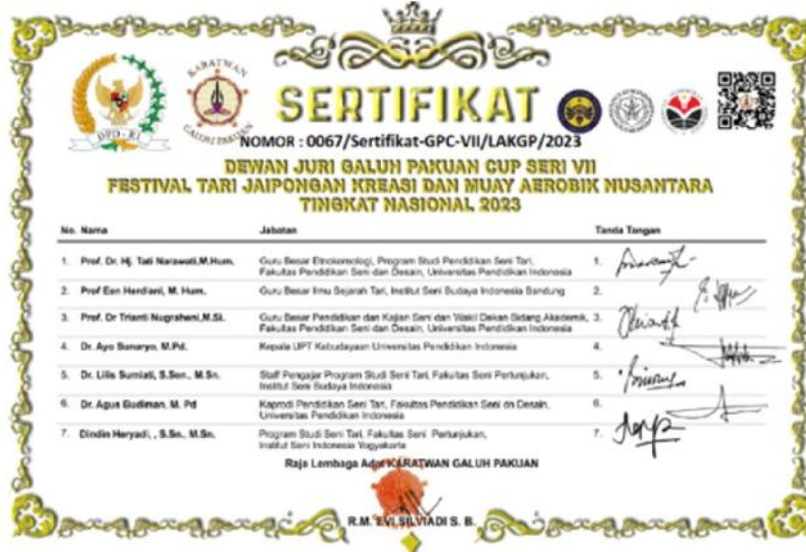 DPD - RI
KARATWAN
GALUH PAKUAN
SERTIFIKAT
NOMOR : 0067/Sertifikat-GPC-VII/LAKGP/2023
DEWAN JURI GALUH PAKUAN CUP SERI VII
FESTIVAL TARI JAIPONGAN KREASI DAN MUAY AEROBIK NUSANTARA
TINGKAT NASIONAL 2023
No. Nama Jabatan Tanda Tangan
1. Prof. Dr. Hj. Tati Narawati,M.Hum. Guru Besar Etnokoreologi, Program Studi Pendidikan Seni Tari, 1.
Fakultas Pendidikan Seni dan Desain, Universitas Pendidikan Indonesia
2. Prof Een Herdiani, M. Hum. Guru Besar Ilmu Sejarah Tari, Institut Seni Budaya Indonesia Bandung 2.
3. Prof. Dr Trianti Nugraheni,M.Si. Guru Besar Pendidikan dan Kajian Seni dan Wakil Dekan Bidang Akademik, 3.
Fakultas Pendidikan Seni dan Desain, Universitas Pendidikan Indonesia
4. Dr. Ayo Sunaryo, M.Pd. Kepala UPT Kebudayaan Universitas Pendidikan Indonesia 4.
5. Dr. Lilis Sumiati, S.Sen., M.Sn. Staff Pengajar Program Studi Seni Tari, Fakultas Seni Pertunjukan, 5.
Institut Seni Budaya Indonesia
6. Dr. Agus Budiman, M. Pd Kaprodi Pendidikan Seni Tari, Fakultas Pendidikan Seni dn Desain, 6.
Universitas Pendidikan Indonesia
7. Dindin Heryadi, , S.Sn., M.Sn. Program Studi Seni Tari, Fakultas Seni Pertunjukan, 7.
Institut Seni Indonesia Yogyakarta
Raja Lembaga Adat KARATWAN GALUH PAKUAN
R.M. EVI SILVIADI S. B.